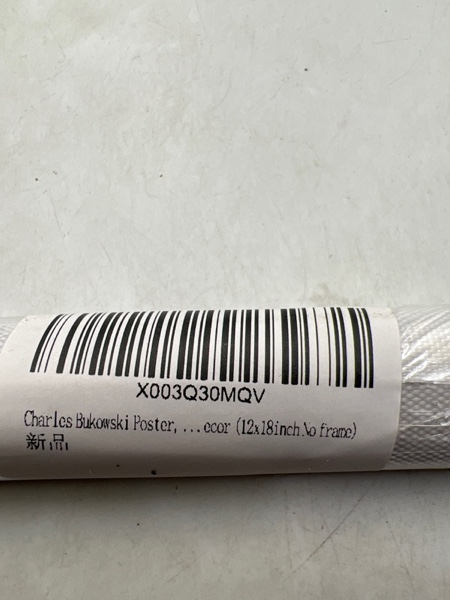 X003Q30MQV
Charles Bukowski Poster, ...ecor (12x18inch.No frame)
新品